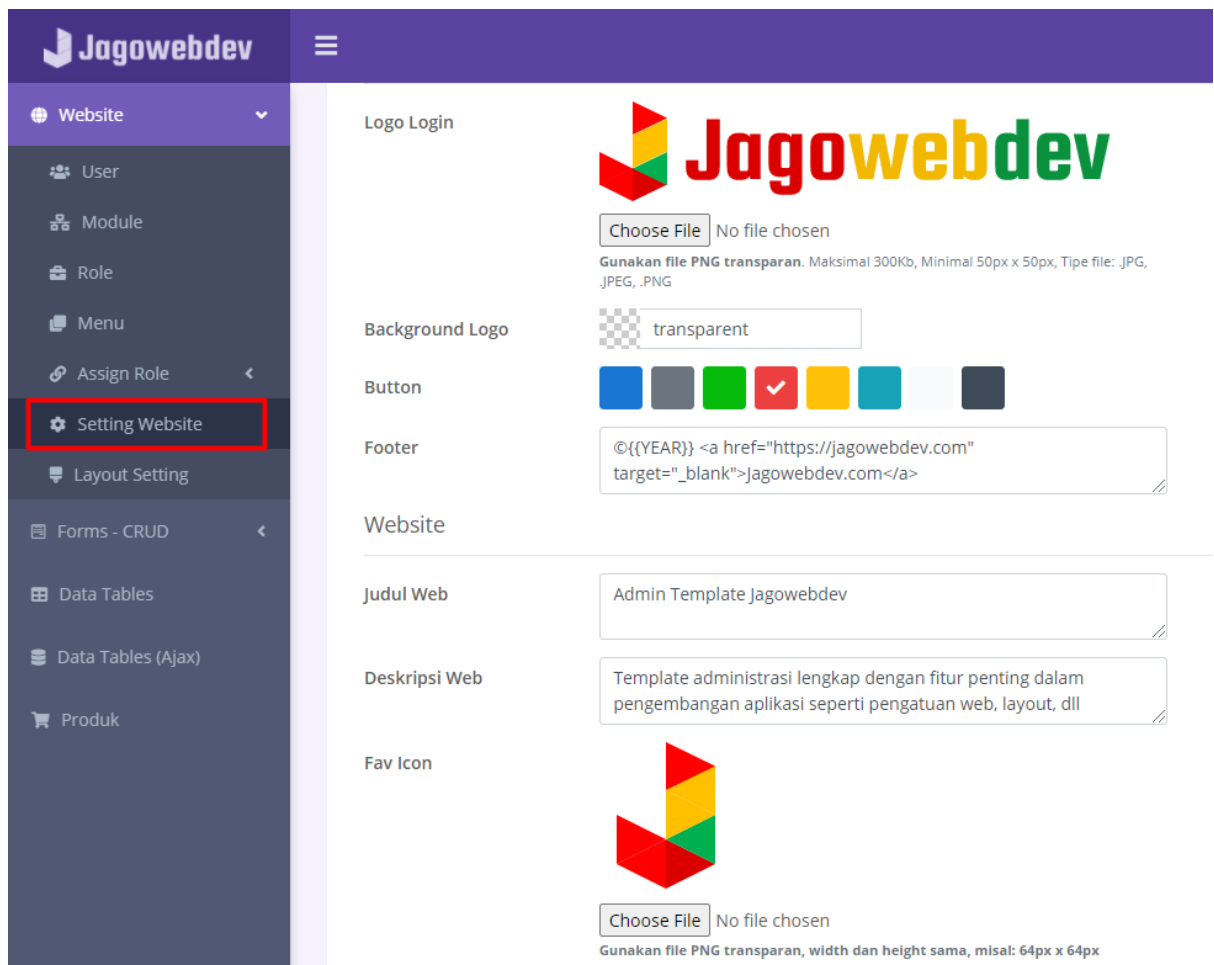 Jagowebdev
Website
User
Module
Role
Menu
Assign Role
Setting Website
Layout Setting
Forms - CRUD
Data Tables
Data Tables (Ajax)
Produk
Logo Login
Jagowebdev
Choose File No file chosen
Gunakan file PNG transparan. Maksimal 300Kb, Minimal 50px x 50px, Tipe file: .JPG,
.JPEG, .PNG
Background Logo
transparent
Button
Footer
©{{YEAR}} <a href="https://jagowebdev.com"
target="_blank">Jagowebdev.com</a>
Website
Judul Web
Admin Template Jagowebdev
Deskripsi Web
Template administrasi lengkap dengan fitur penting dalam
pengembangan aplikasi seperti pengatuan web, layout, dll
Fav Icon
Choose File No file chosen
Gunakan file PNG transparan, width dan height sama, misal: 64px x 64px